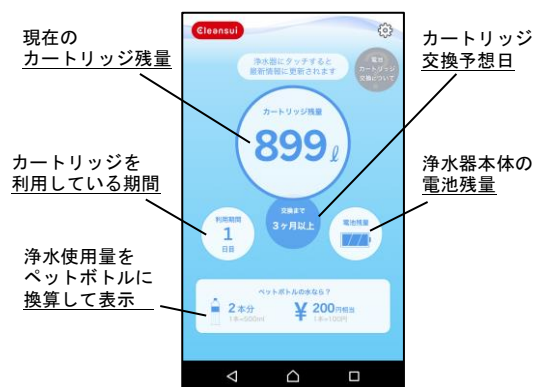 現在の
カートリッジ残量
カートリッジを
利用している期間
浄水使用量を
ペットボトルに
換算して表示
Cleansui
浄水器にタッチすると
最新情報に更新されます
電池
カートリッジ
交換について
カートリッジ残量
899ℓ
交換まで
3ヶ月以上
利用期間
1
日目
電池残量
ペットボトルの水なら？
2本分
1本=500ml
¥ 200円相当
1本=100円
カートリッジ
交換予想日
浄水器本体の
電池残量